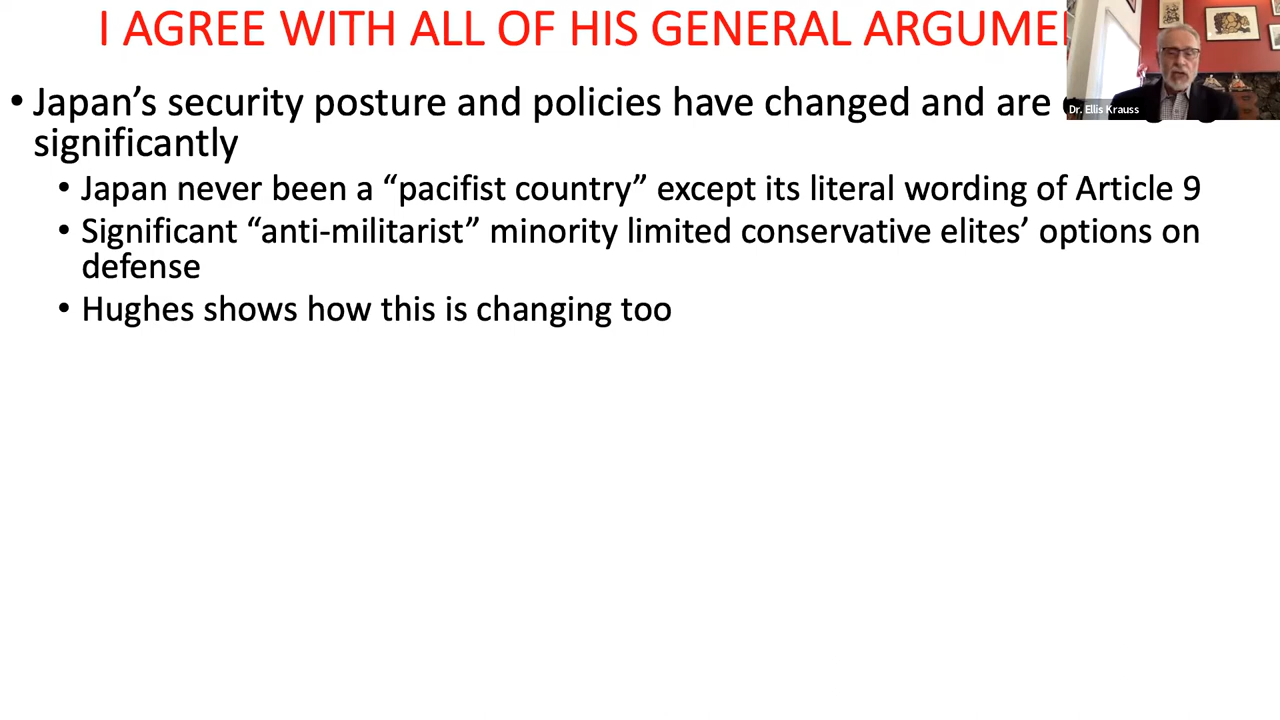 I AGREE WITH ALL OF HIS GENERAL
Dr. Ellis Krauss
• Japan’s security posture and policies have changed and are
significantly
• Japan never been a “pacifist country” except its literal wording of Article 9
• Significant “anti-militarist” minority limited conservative elites’ options on
defense
• Hughes shows how this is changing too